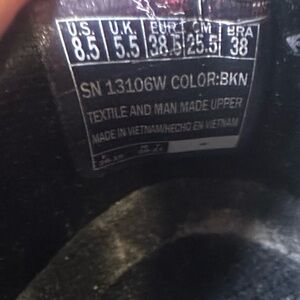 U.S. U.K. EUR CM BRA
8.5 5.5 38.5 25.5 38
SN 13106W COLOR:BKN
TEXTILE AND MAN MADE UPPER
MADE IN VIETNAM/HECHO EN VIETNAM